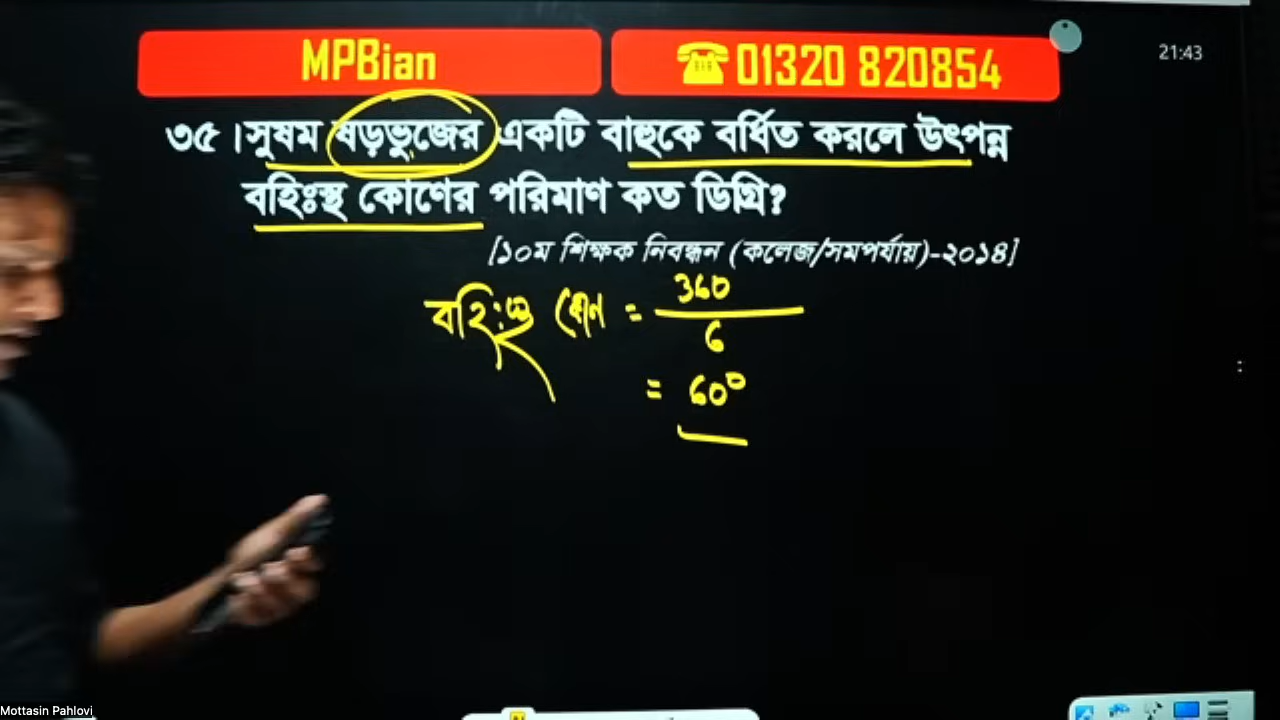 MPBian
☎ 01320 820854
21:43
৩৫। সুষম ষড়ভুজের একটি বাহুকে বর্ধিত করলে উৎপন্ন
বহিঃস্থ কোণের পরিমাণ কত ডিগ্রি?
[১০ম শিক্ষক নিবন্ধন (কলেজ/সমপর্যায়)-২০১৪]
বহিঃস্থ কোন = 360/6
= 60°
Mottasin Pahlovi